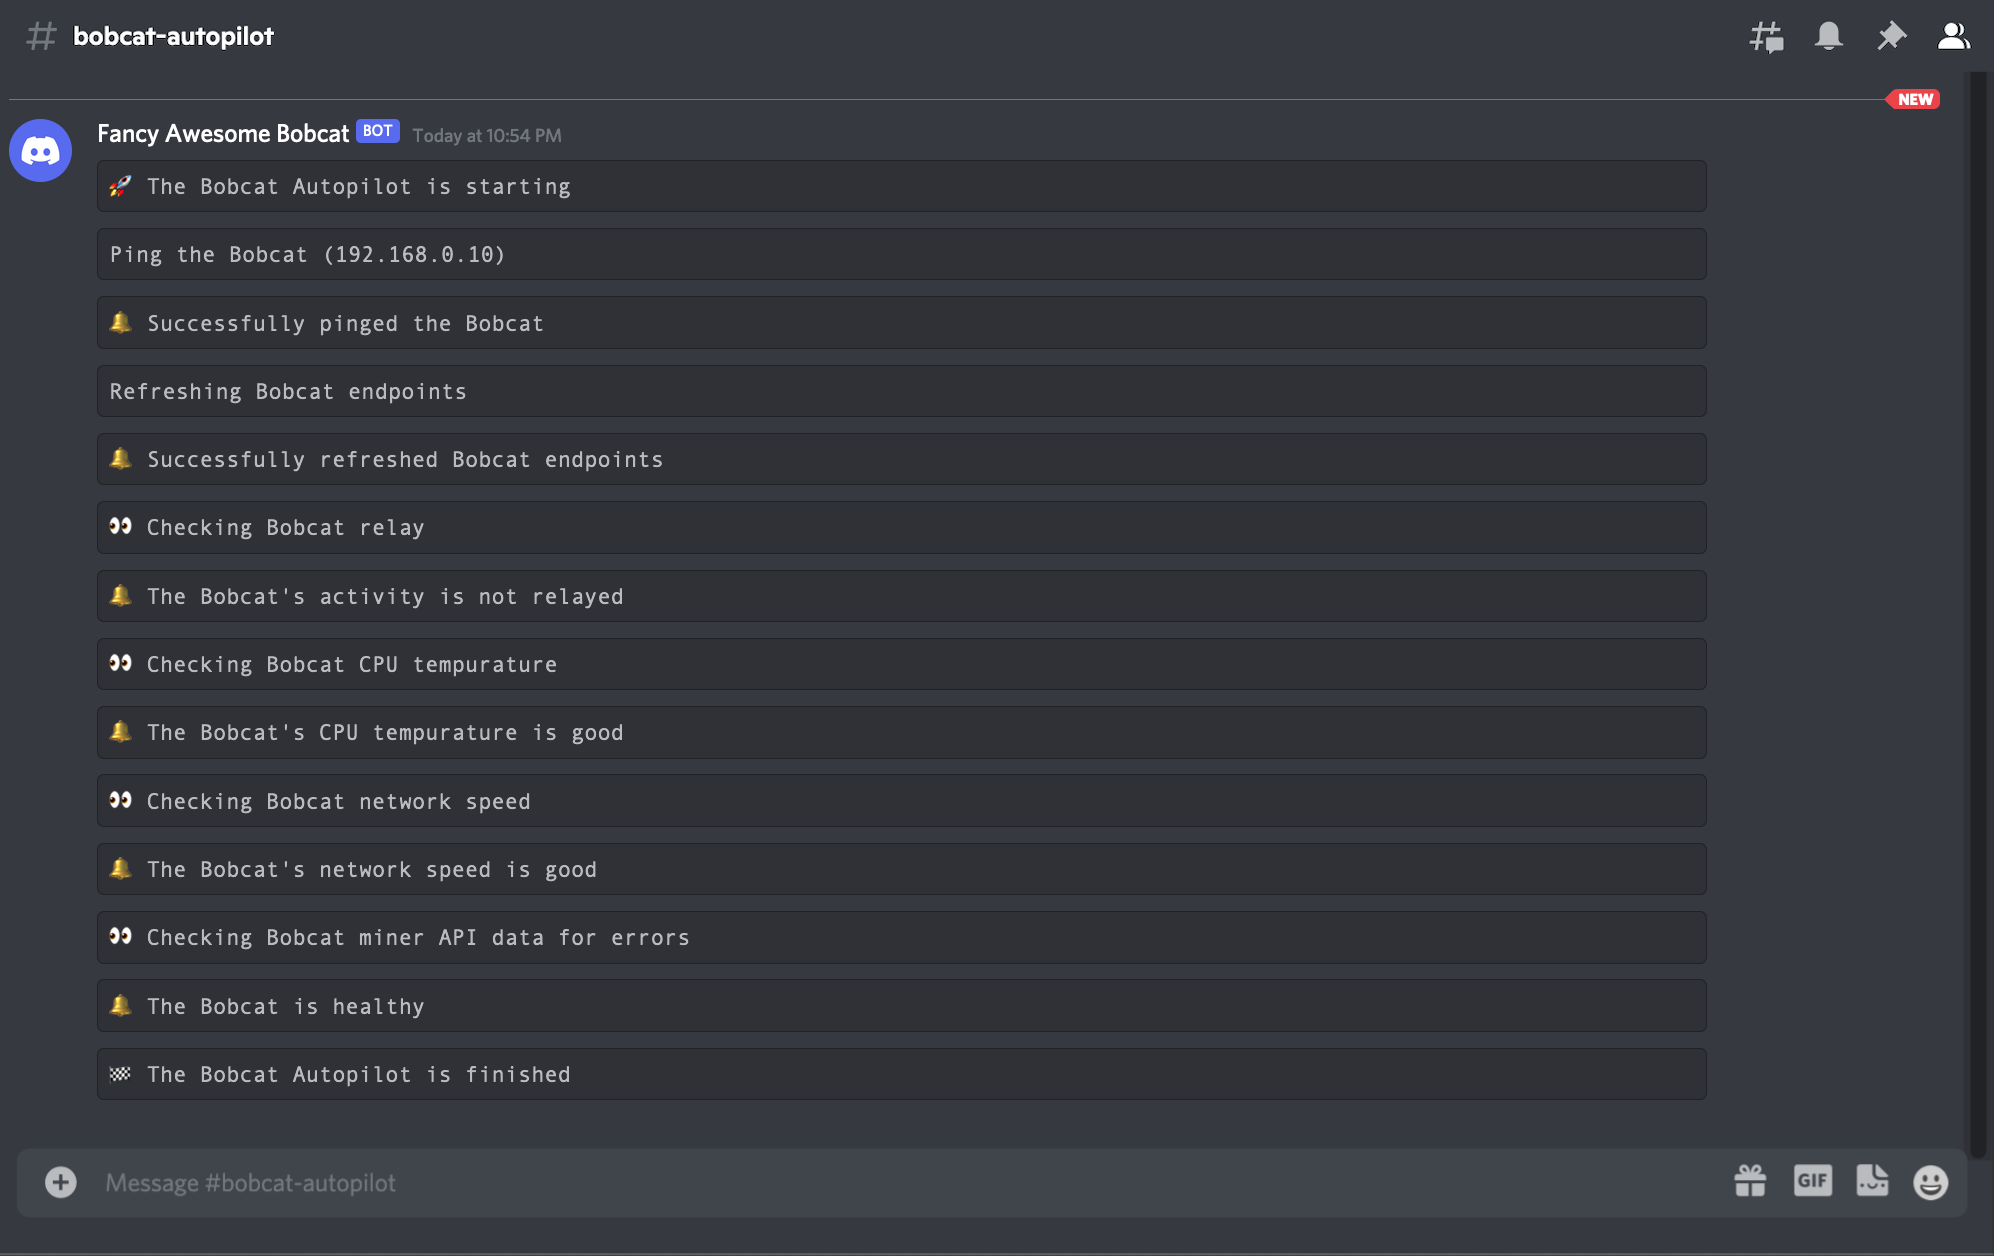 # bobcat-autopilot
NEW
Fancy Awesome Bobcat BOT Today at 10:54 PM
🚀 The Bobcat Autopilot is starting
Ping the Bobcat (192.168.0.10)
🔔 Successfully pinged the Bobcat
Refreshing Bobcat endpoints
🔔 Successfully refreshed Bobcat endpoints
👀 Checking Bobcat relay
🔔 The Bobcat's activity is not relayed
👀 Checking Bobcat CPU tempurature
🔔 The Bobcat's CPU tempurature is good
👀 Checking Bobcat network speed
🔔 The Bobcat's network speed is good
👀 Checking Bobcat miner API data for errors
🔔 The Bobcat is healthy
🏁 The Bobcat Autopilot is finished
Message #bobcat-autopilot
GIF